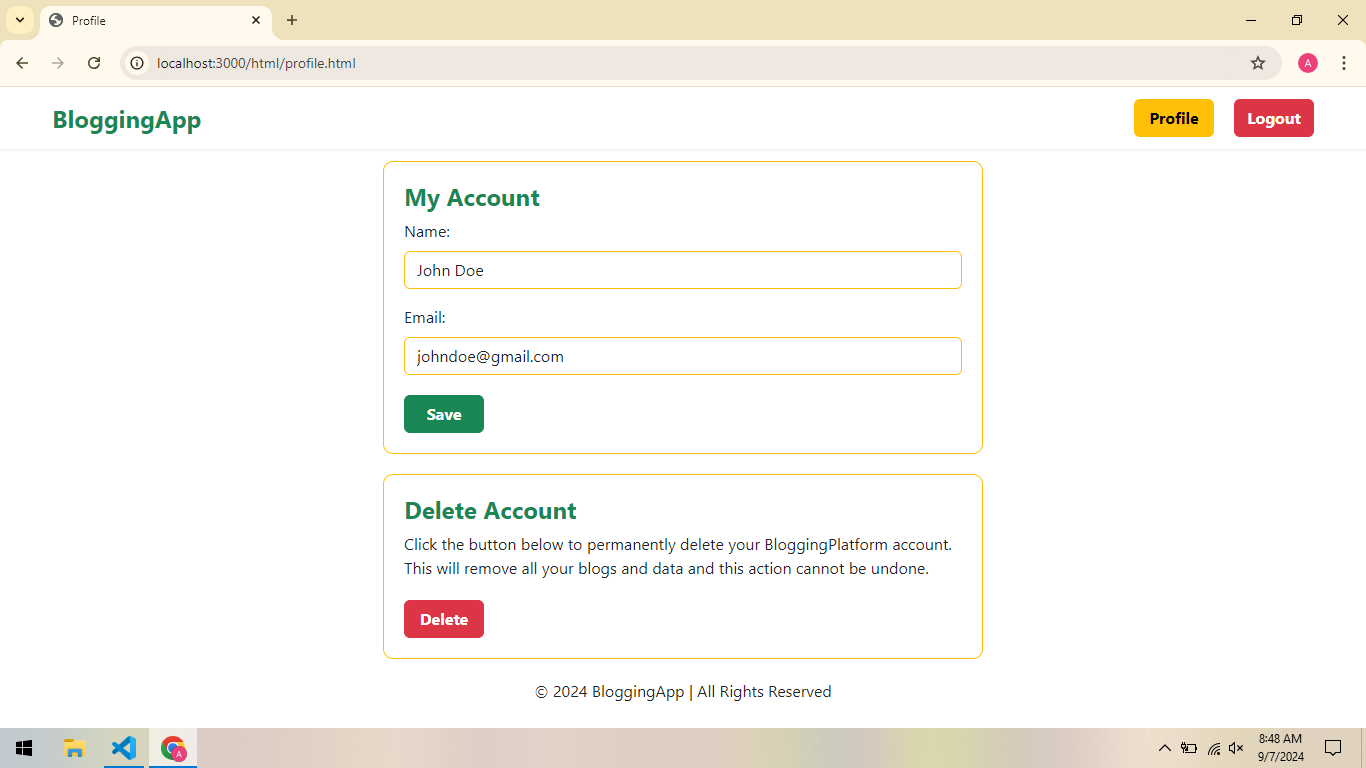 Profile
localhost:3000/html/profile.html
A
BloggingApp
Profile
Logout
My Account
Name:
John Doe
Email:
johndoe@gmail.com
Save
Delete Account
Click the button below to permanently delete your BloggingPlatform account.
This will remove all your blogs and data and this action cannot be undone.
Delete
© 2024 BloggingApp | All Rights Reserved
A
8:48 AM
9/7/2024